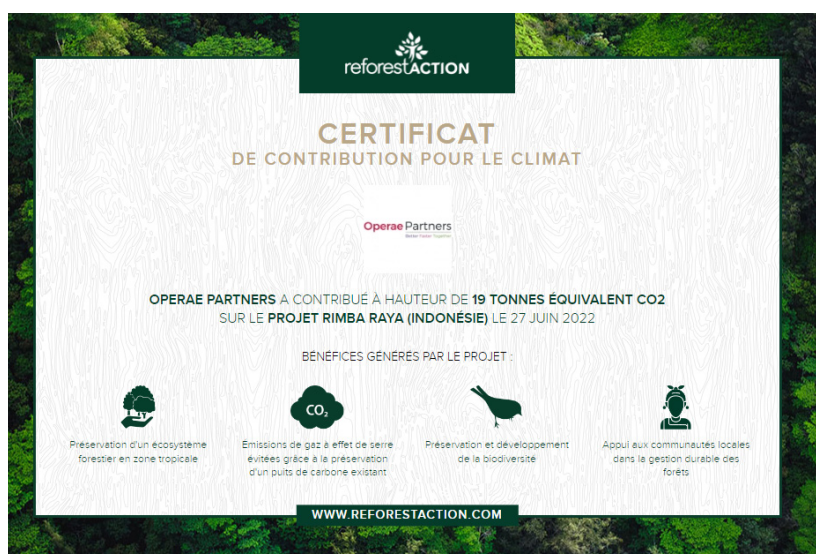 reforestACTION
CERTIFICAT
DE CONTRIBUTION POUR LE CLIMAT
Operae Partners
Better Faster Together
OPERAE PARTNERS A CONTRIBUÉ À HAUTEUR DE 19 TONNES ÉQUIVALENT CO2
SUR LE PROJET RIMBA RAYA (INDONÉSIE) LE 27 JUIN 2022
BÉNÉFICES GÉNÉRÉS PAR LE PROJET :
CO₂
Préservation d'un écosystème
forestier en zone tropicale
Emissions de gaz à effet de serre
évitées grâce à la préservation
d'un puits de carbone existant
Préservation et développement
de la biodiversité
Appui aux communautés locales
dans la gestion durable des
forêts
WWW.REFORESTACTION.COM